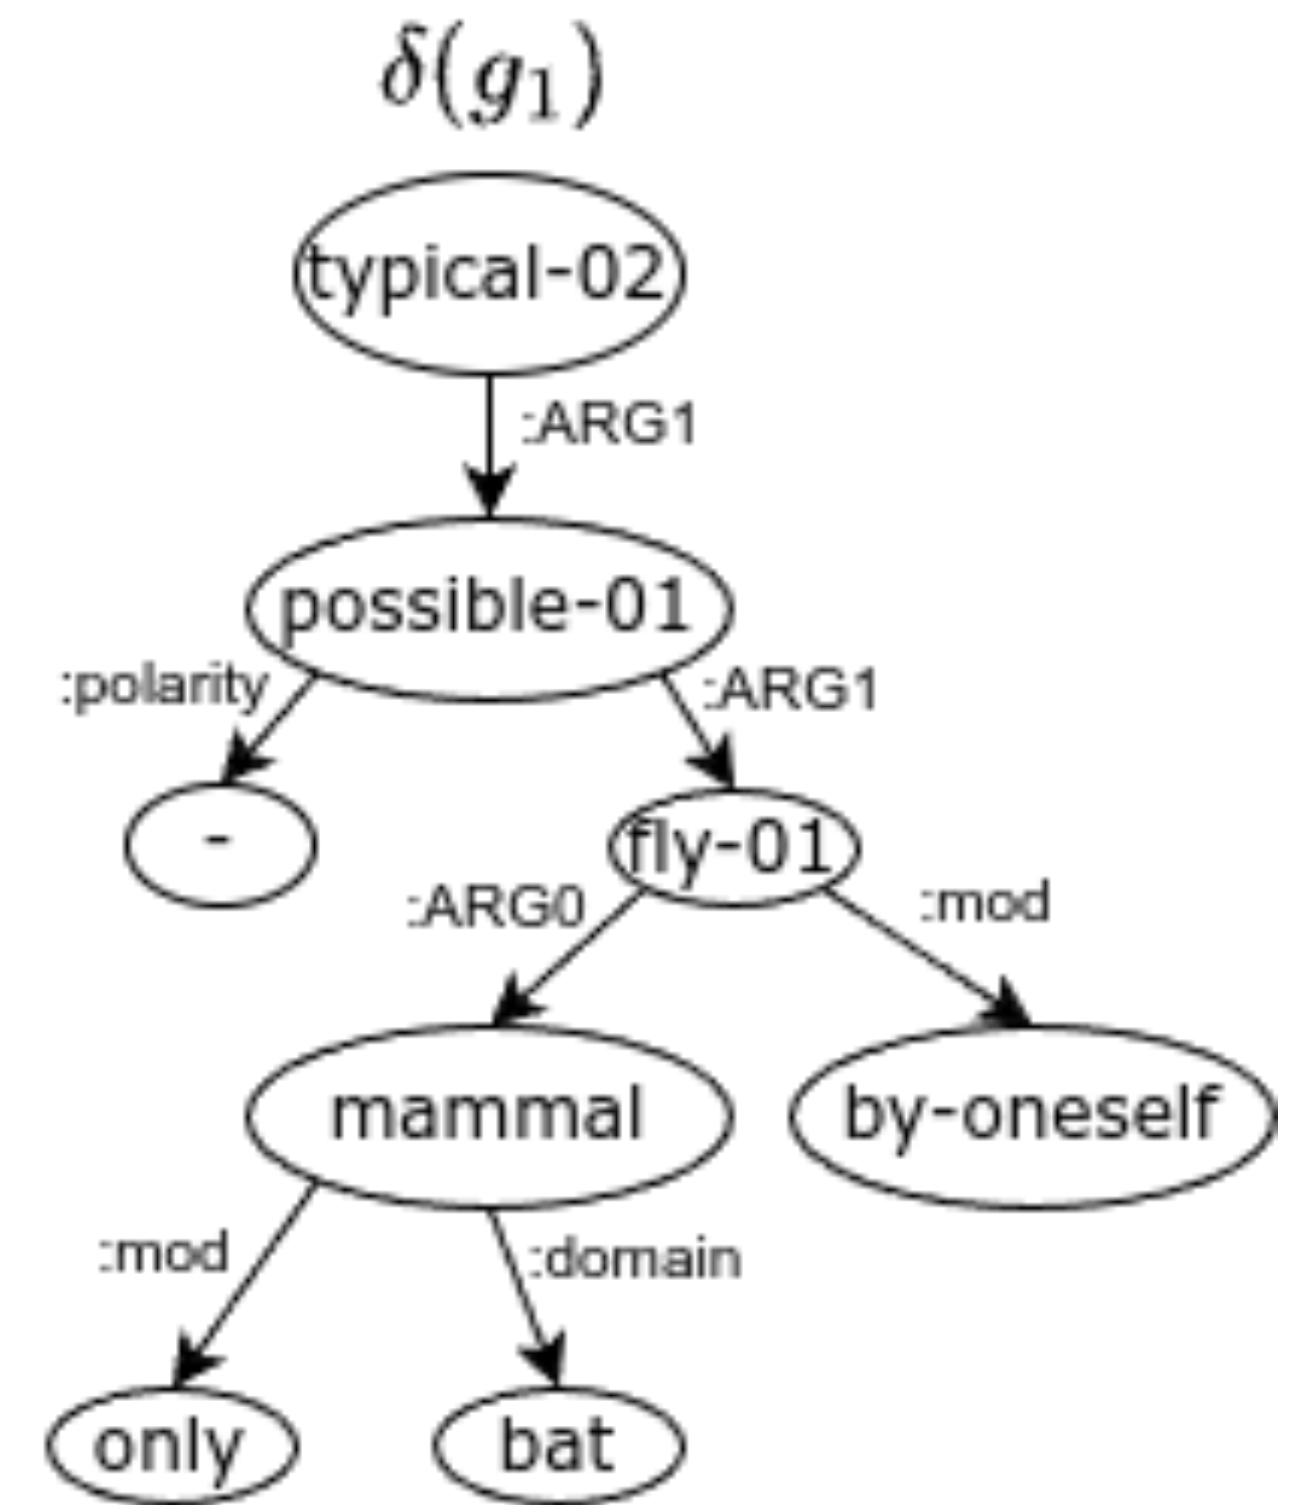 δ(g₁)
typical-02
:ARG1
possible-01
:polarity
:ARG1
-
fly-01
:ARG0
:mod
mammal
by-oneself
:mod
:domain
only
bat